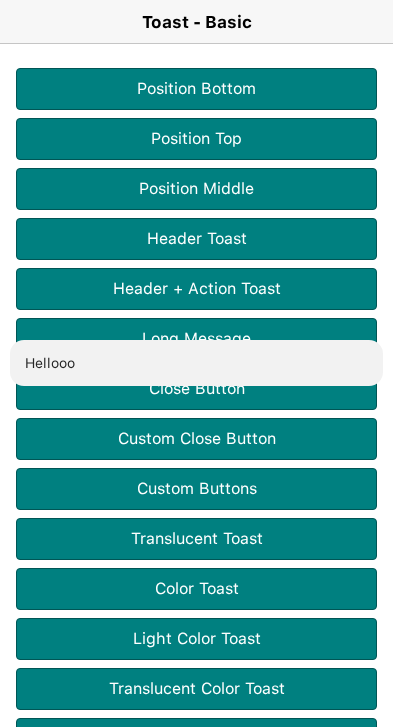 Toast - Basic
Position Bottom
Position Top
Position Middle
Header Toast
Header + Action Toast
Long Message
Hellooo
Close Button
Custom Close Button
Custom Buttons
Translucent Toast
Color Toast
Light Color Toast
Translucent Color Toast